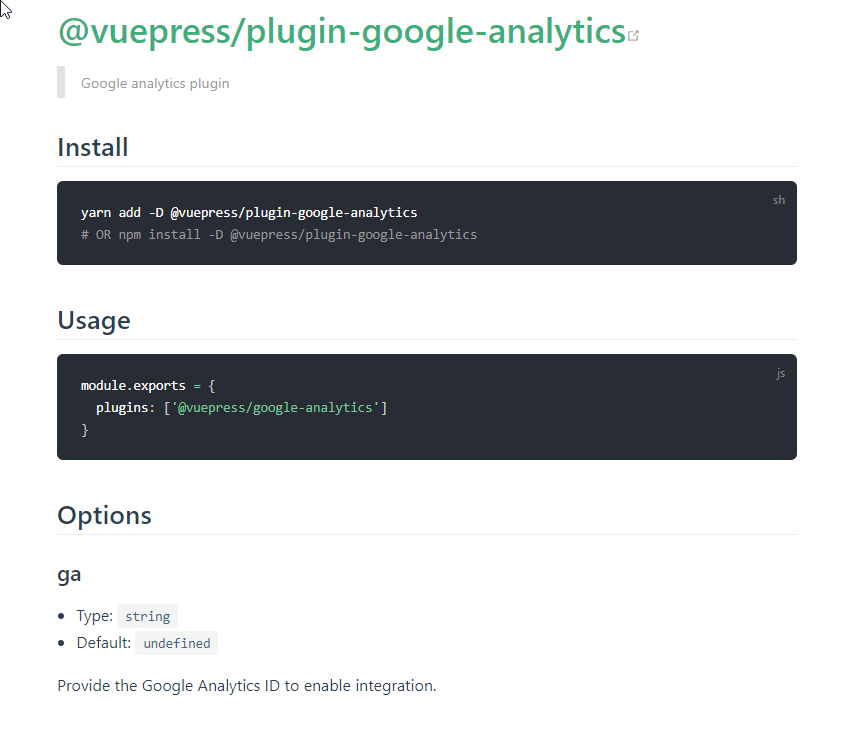 @vuepress/plugin-google-analytics
Google analytics plugin
Install
sh
yarn add -D @vuepress/plugin-google-analytics
# OR npm install -D @vuepress/plugin-google-analytics
Usage
js
module.exports = {
  plugins: ['@vuepress/google-analytics']
}
Options
ga
• Type: string
• Default: undefined
Provide the Google Analytics ID to enable integration.